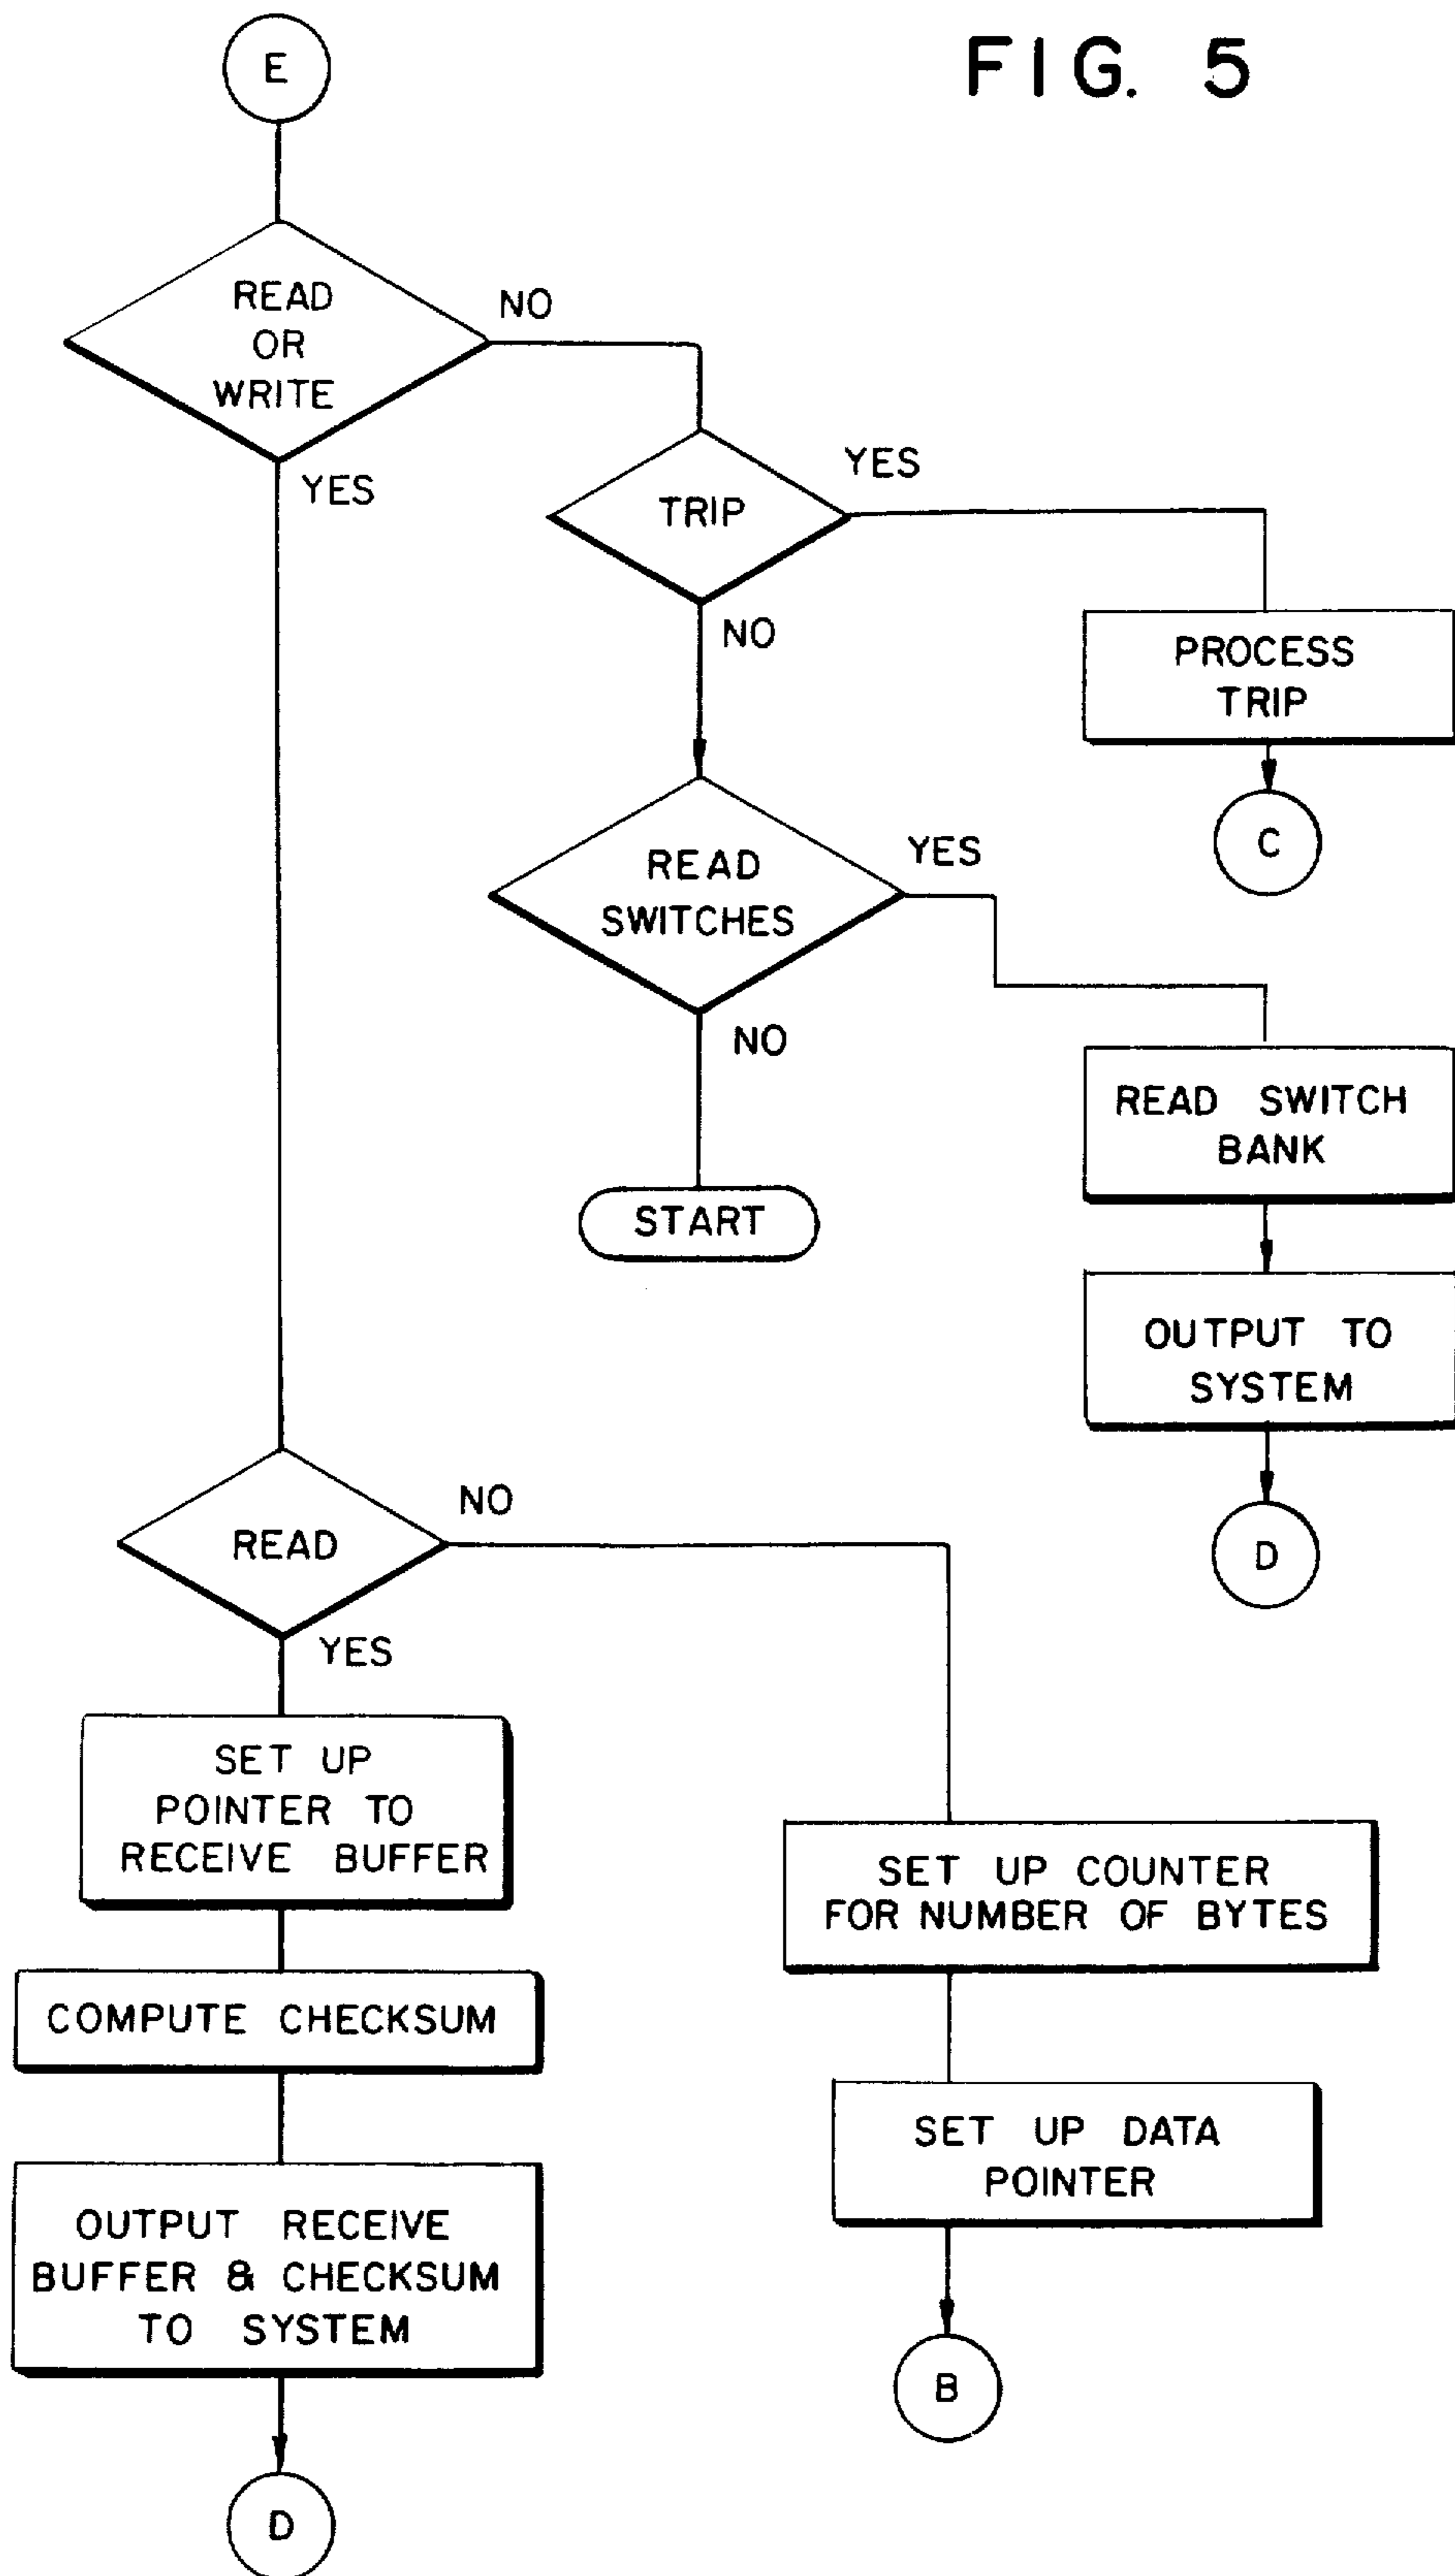 FIG. 5
E
READ
OR
WRITE
NO
YES
TRIP
YES
NO
PROCESS
TRIP
C
READ
SWITCHES
YES
NO
START
READ SWITCH
BANK
OUTPUT TO
SYSTEM
D
READ
NO
YES
SET UP
POINTER TO
RECEIVE BUFFER
COMPUTE CHECKSUM
OUTPUT RECEIVE
BUFFER & CHECKSUM
TO SYSTEM
D
SET UP COUNTER
FOR NUMBER OF BYTES
SET UP DATA
POINTER
B